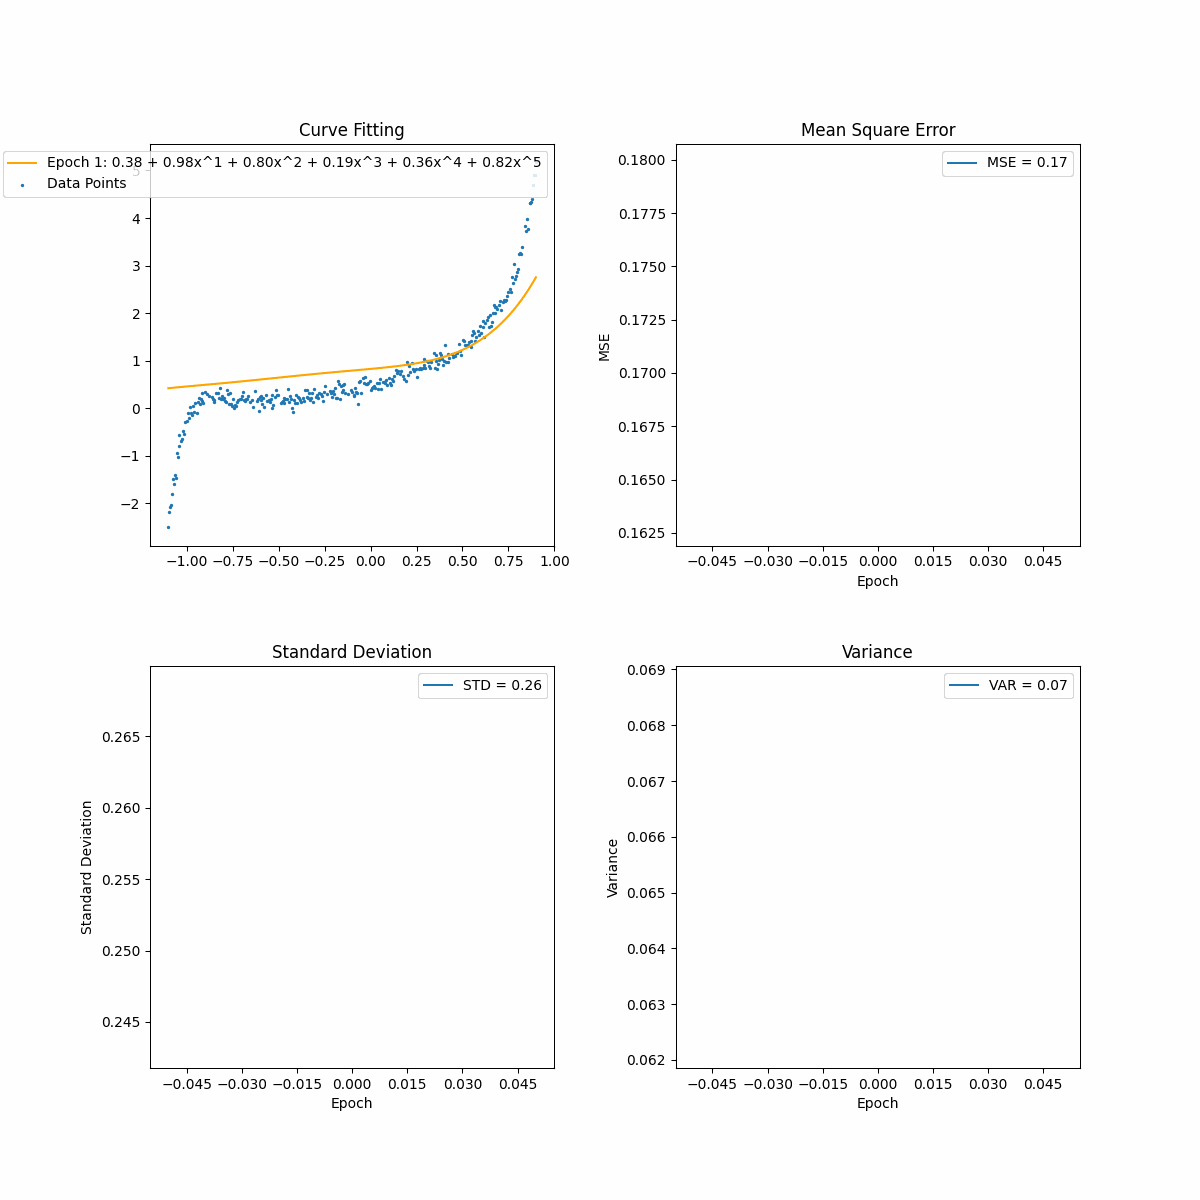 Curve Fitting
Epoch 1: 0.38 + 0.98x^1 + 0.80x^2 + 0.19x^3 + 0.36x^4 + 0.82x^5
Data Points
5
4
3
2
1
0
−1
−2
−1.00 −0.75 −0.50 −0.25 0.00 0.25 0.50 0.75 1.00
Mean Square Error
MSE = 0.17
MSE
0.1800
0.1775
0.1750
0.1725
0.1700
0.1675
0.1650
0.1625
−0.045 −0.030 −0.015 0.000 0.015 0.030 0.045
Epoch
Standard Deviation
STD = 0.26
Standard Deviation
0.265
0.260
0.255
0.250
0.245
−0.045 −0.030 −0.015 0.000 0.015 0.030 0.045
Epoch
Variance
VAR = 0.07
Variance
0.069
0.068
0.067
0.066
0.065
0.064
0.063
0.062
−0.045 −0.030 −0.015 0.000 0.015 0.030 0.045
Epoch